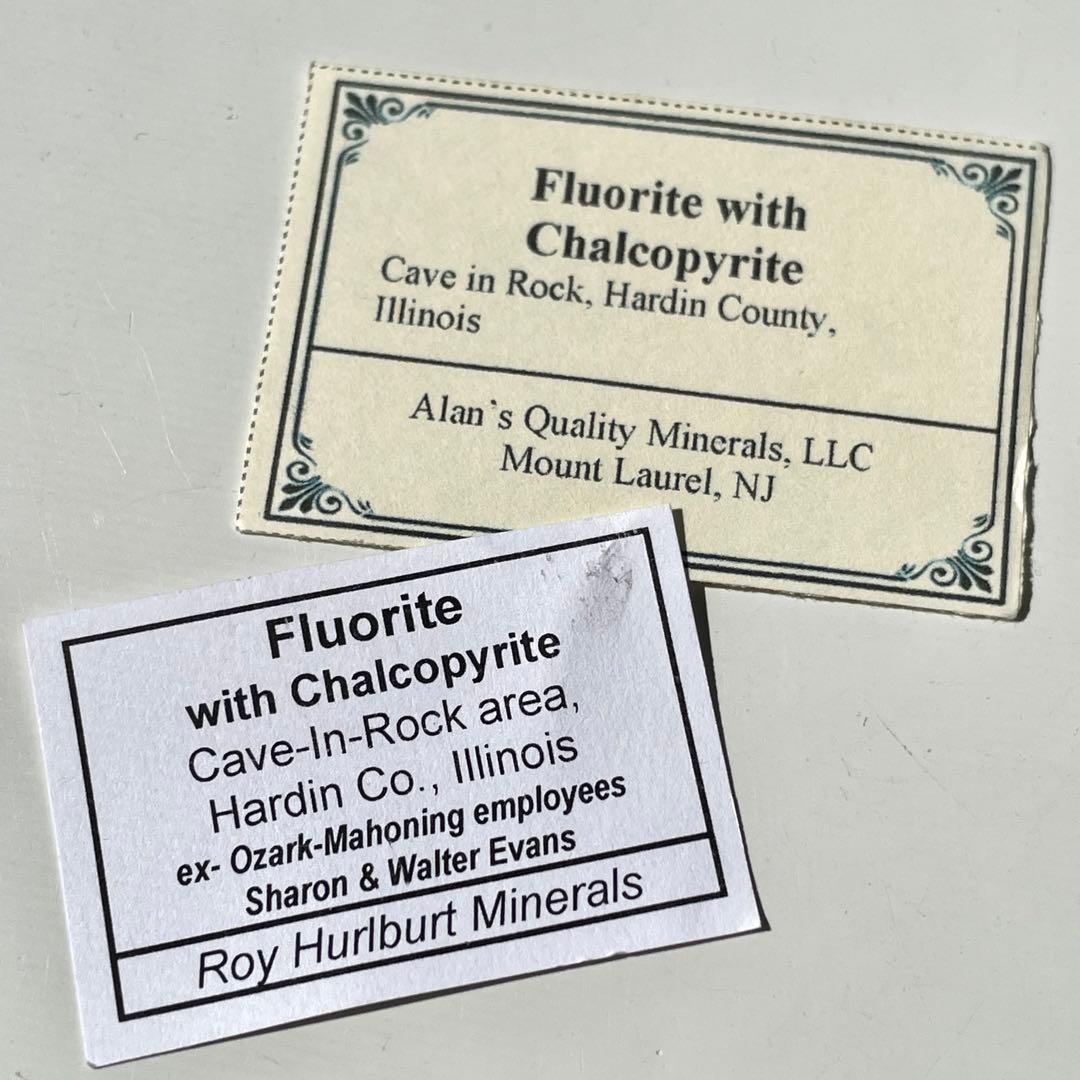 Fluorite with
Chalcopyrite
Cave in Rock, Hardin County,
Illinois
Alan`s Quality Minerals, LLC
Mount Laurel, NJ
Fluorite
with Chalcopyrite
Cave-In-Rock area,
Hardin Co., Illinois
ex- Ozark-Mahoning employees
Sharon & Walter Evans
Roy Hurlburt Minerals